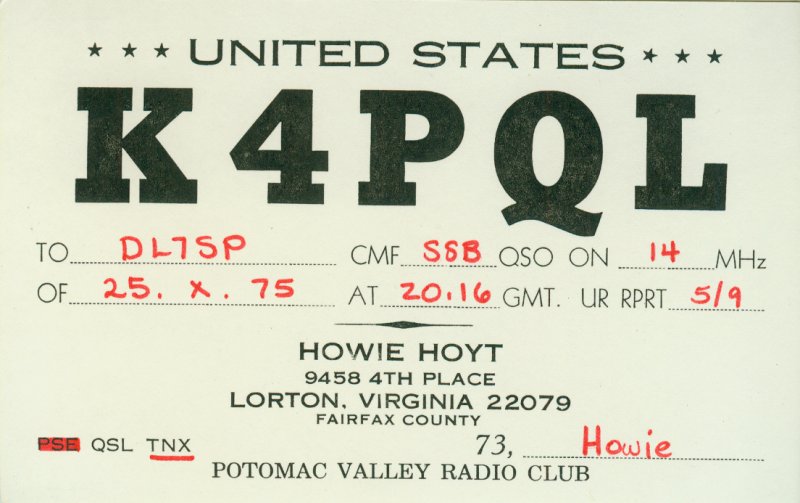 ★ ★ ★ UNITED STATES ★ ★ ★
K4PQL
TO DL7SP CMF SSB QSO ON 14 MHz
OF 25. X. 75 AT 20.16 GMT. UR RPRT 5/9
HOWIE HOYT
9458 4TH PLACE
LORTON, VIRGINIA 22079
FAIRFAX COUNTY
PSE QSL TNX 73, Howie
POTOMAC VALLEY RADIO CLUB